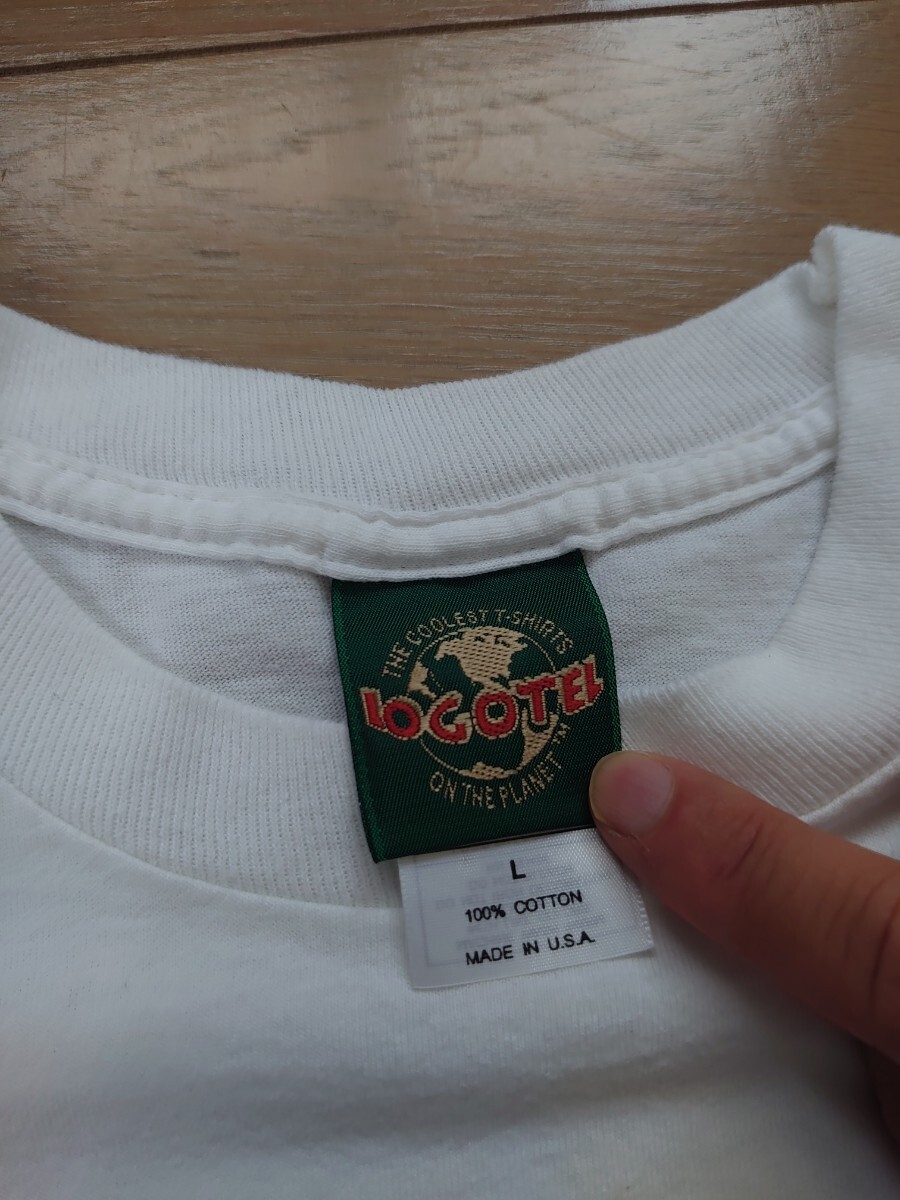 THE COOLEST T-SHIRTS
LOGOTEL
ON THE PLANET™
L
100% COTTON
MADE IN U.S.A.